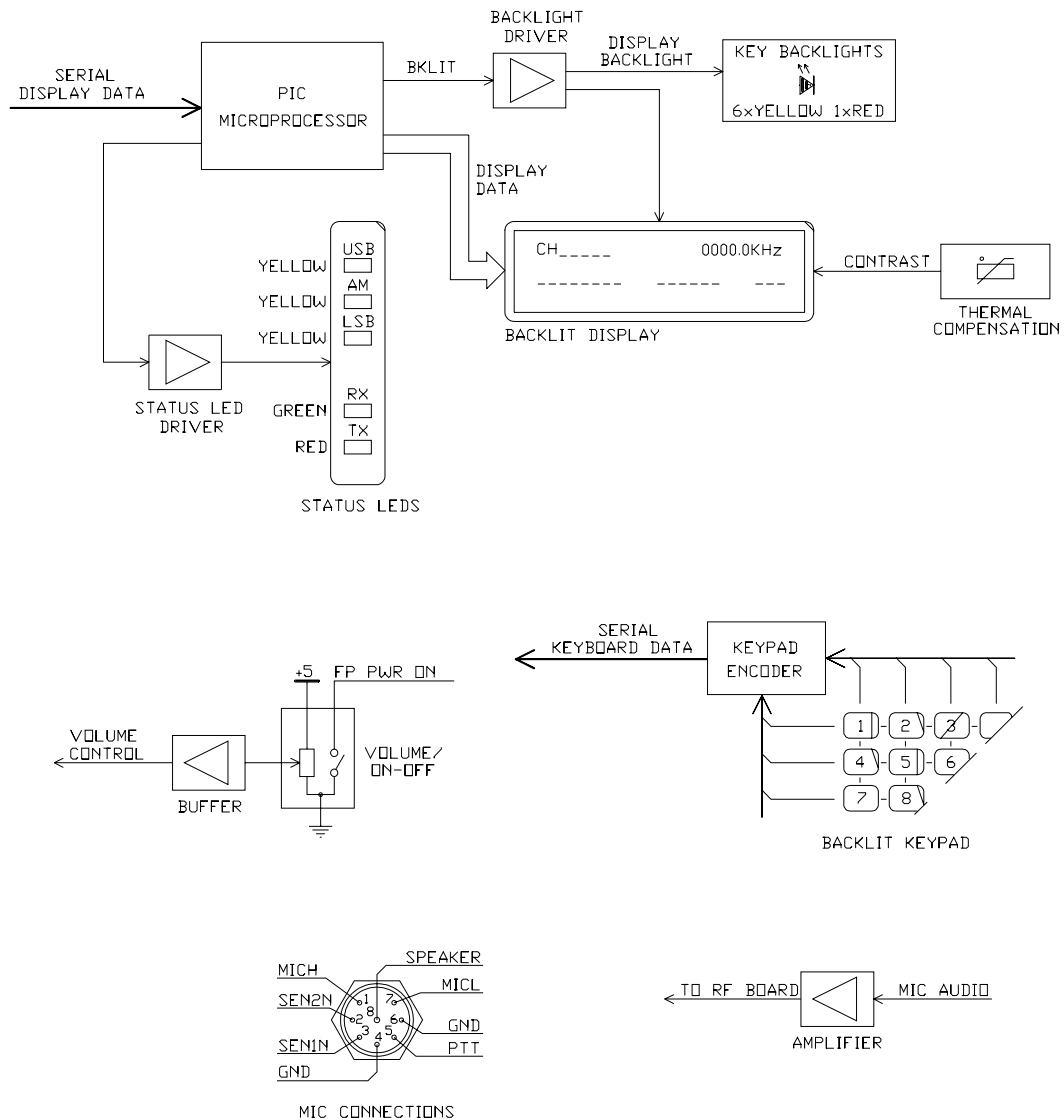 BACKLIGHT
DRIVER
DISPLAY
BACKLIGHT
KEY BACKLIGHTS
6xYELLOW 1xRED
SERIAL
DISPLAY DATA
PIC
MICROPROCESSOR
BKLIT
DISPLAY
DATA
CH_____ 0000.0KHz
________ ______ ___
BACKLIT DISPLAY
CONTRAST
THERMAL
COMPENSATION
USB
YELLOW
AM
YELLOW
LSB
YELLOW
RX
GREEN
TX
RED
STATUS LED
DRIVER
STATUS LEDS
SERIAL
KEYBOARD DATA
KEYPAD
ENCODER
1 2 3
4 5 6
7 8
BACKLIT KEYPAD
+5 FP PWR ON
VOLUME
CONTROL
BUFFER
VOLUME/
ON-OFF
SPEAKER
MICH
MICL
SEN2N
GND
SEN1N
PTT
GND
1 7
8
2 6
3 5
4
MIC CONNECTIONS
TO RF BOARD
MIC AUDIO
AMPLIFIER